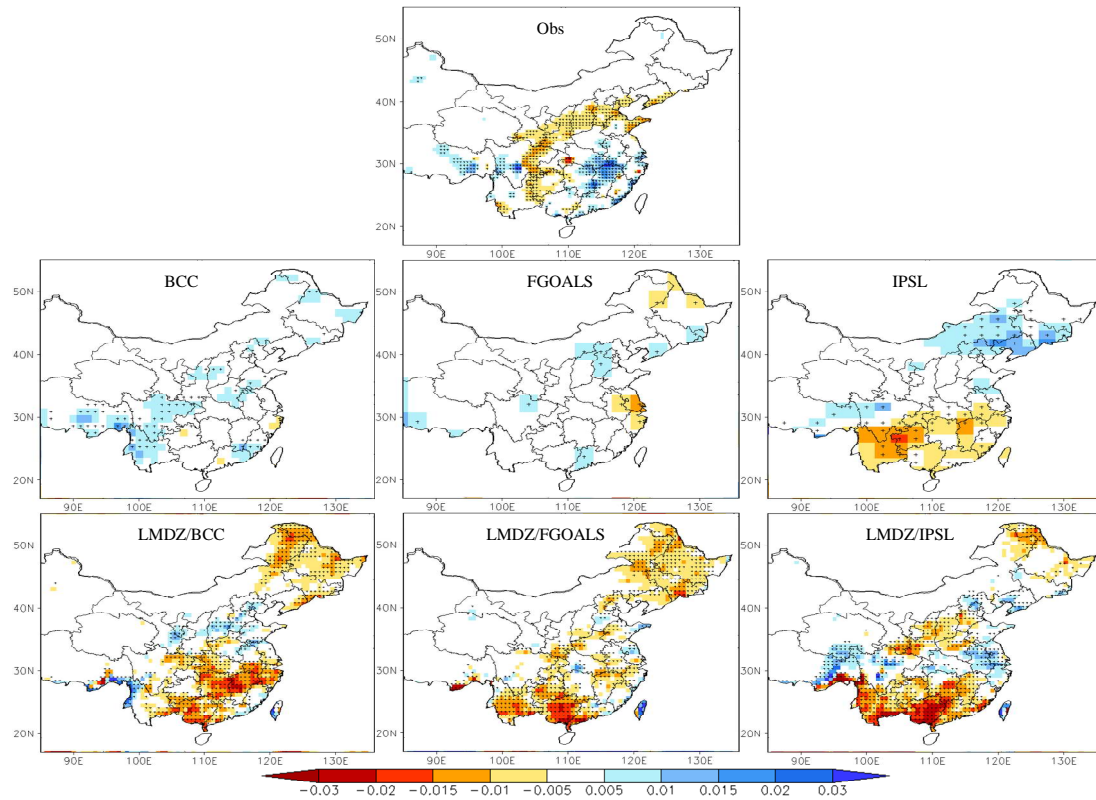 Obs
50N
40N
30N
20N
90E 100E 110E 120E 130E
BCC FGOALS IPSL
50N 50N 50N
40N 40N 40N
30N 30N 30N
20N 20N 20N
90E 100E 110E 120E 130E 90E 100E 110E 120E 130E 90E 100E 110E 120E 130E
LMDZ/BCC LMDZ/FGOALS LMDZ/IPSL
50N 50N 50N
40N 40N 40N
30N 30N 30N
20N 20N 20N
90E 100E 110E 120E 130E 90E 100E 110E 120E 130E 90E 100E 110E 120E 130E
-0.03 -0.02 -0.015 -0.01 -0.005 0.005 0.01 0.015 0.02 0.03